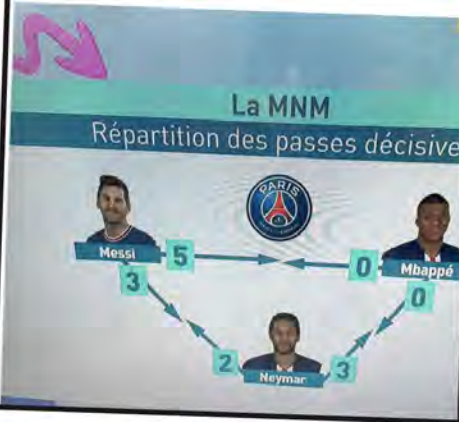 La MNM
Répartition des passes décisive
PARIS
Messi 5 0 Mbappé
3 0
2 Neymar 3